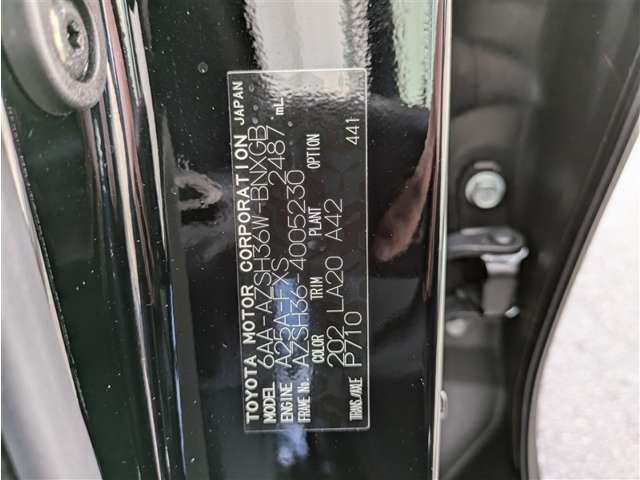 TOYOTA MOTOR CORPORATION JAPAN
MODEL 6AA-AZSH36W-BNXGB
ENGINE A25A-FXS 2487 mL
FRAME No. AZSH36-4005230
COLOR TRIM PLANT OPTION
202 LA20 A42 441
TRANS./AXLE P710